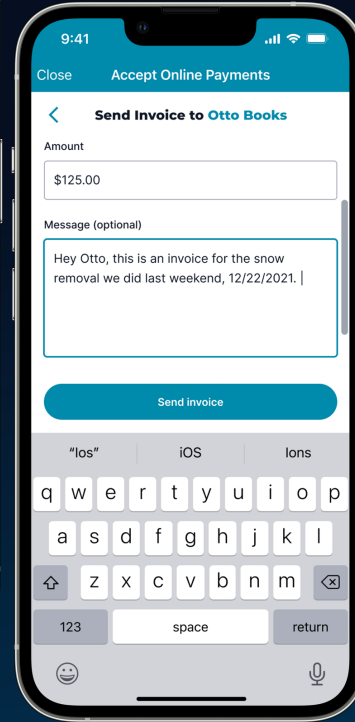 9:41
Close Accept Online Payments
Send Invoice to Otto Books
Amount
$125.00
Message (optional)
Hey Otto, this is an invoice for the snow
removal we did last weekend, 12/22/2021.
Send invoice
“Ios” iOS Ions
q w e r t y u i o p
a s d f g h j k l
z x c v b n m
123 space return